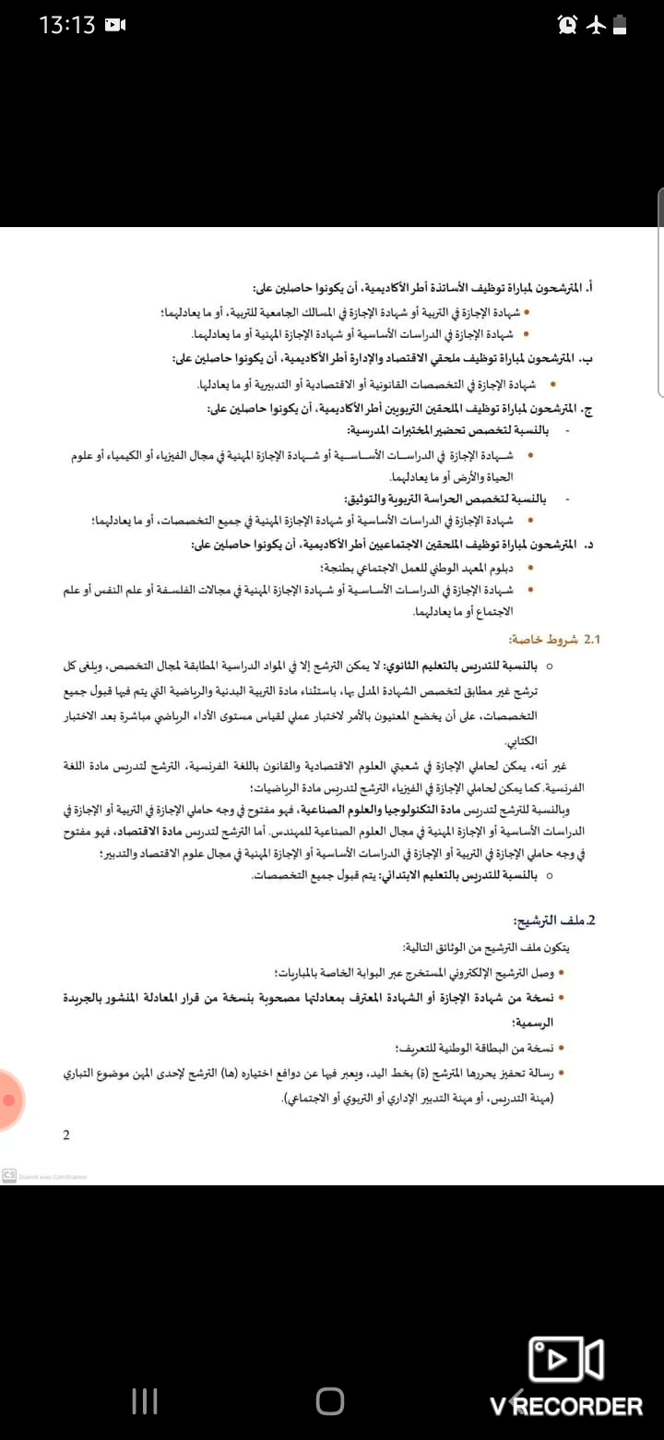 13:13
أ. المترشحون لمباراة توظيف الأساتذة أطر الأكاديمية، أن يكونوا حاصلين على:
• شهادة الإجازة في التربية أو شهادة الإجازة في المسالك الجامعية للتربية، أو ما يعادلهما؛
• شهادة الإجازة في الدراسات الأساسية أو شهادة الإجازة المهنية أو ما يعادلهما.
ب. المترشحون لمباراة توظيف ملحقي الاقتصاد والإدارة أطر الأكاديمية، أن يكونوا حاصلين على:
• شهادة الإجازة في التخصصات القانونية أو الاقتصادية أو التدبيرية أو ما يعادلها.
ج. المترشحون لمباراة توظيف الملحقين التربويين أطر الأكاديمية، أن يكونوا حاصلين على:
- بالنسبة لتخصص تحضير المختبرات المدرسية:
• شهادة الإجازة في الدراسات الأساسية أو شهادة الإجازة المهنية في مجال الفيزياء أو الكيمياء أو علوم
الحياة والأرض أو ما يعادلهما.
- بالنسبة لتخصص الحراسة التربوية والتوثيق:
• شهادة الإجازة في الدراسات الأساسية أو شهادة الإجازة المهنية في جميع التخصصات، أو ما يعادلهما؛
د. المترشحون لمباراة توظيف الملحقين الاجتماعيين أطر الأكاديمية، أن يكونوا حاصلين على:
• دبلوم المعهد الوطني للعمل الاجتماعي بطنجة؛
• شهادة الإجازة في الدراسات الأساسية أو شهادة الإجازة المهنية في مجالات الفلسفة أو علم النفس أو علم
الاجتماع أو ما يعادلهما.
2.1 شروط خاصة:
o بالنسبة للتدريس بالتعليم الثانوي: لا يمكن الترشح إلا في المواد الدراسية المطابقة لمجال التخصص، ويلغى كل
ترشح غير مطابق لتخصص الشهادة المدلى بها، باستثناء مادة التربية البدنية والرياضية التي يتم فيها قبول جميع
التخصصات، على أن يخضع المعنيون بالأمر لاختبار عملي لقياس مستوى الأداء الرياضي مباشرة بعد الاختبار
الكتابي.
غير أنه، يمكن لحاملي الإجازة في شعبتي العلوم الاقتصادية والقانون باللغة الفرنسية، الترشح لتدريس مادة اللغة
الفرنسية. كما يمكن لحاملي الإجازة في الفيزياء الترشح لتدريس مادة الرياضيات؛
وبالنسبة للترشح لتدريس مادة التكنولوجيا والعلوم الصناعية، فهو مفتوح في وجه حاملي الإجازة في التربية أو الإجازة في
الدراسات الأساسية أو الإجازة المهنية في مجال العلوم الصناعية للمهندس. أما الترشح لتدريس مادة الاقتصاد، فهو مفتوح
في وجه حاملي الإجازة في التربية أو الإجازة في الدراسات الأساسية أو الإجازة المهنية في مجال علوم الاقتصاد والتدبير؛
o بالنسبة للتدريس بالتعليم الابتدائي: يتم قبول جميع التخصصات.
2.ملف الترشيح:
يتكون ملف الترشيح من الوثائق التالية:
• وصل الترشيح الإلكتروني المستخرج عبر البوابة الخاصة بالمباريات؛
• نسخة من شهادة الإجازة أو الشهادة المعترف بمعادلتها مصحوبة بنسخة من قرار المعادلة المنشور بالجريدة
الرسمية؛
• نسخة من البطاقة الوطنية للتعريف؛
• رسالة تحفيز يحررها المترشح (ة) بخط اليد، ويعبر فيها عن دوافع اختياره (ها) الترشح لإحدى المهن موضوع التباري
(مهنة التدريس، أو مهنة التدبير الإداري أو التربوي أو الاجتماعي).
2
CS Scanned with CamScanner
V RECORDER